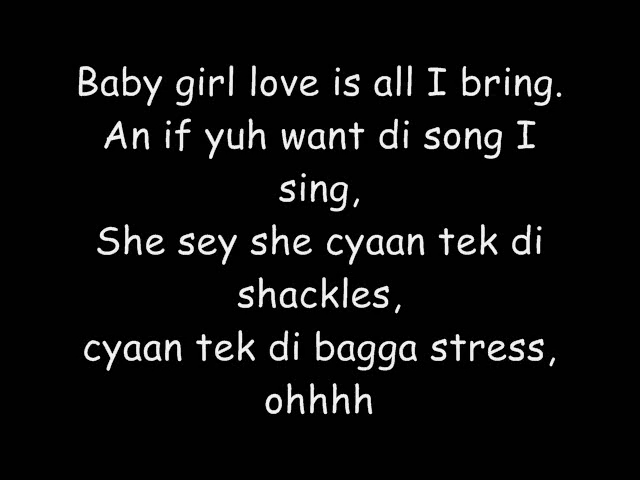 Baby girl love is all I bring.
An if yuh want di song I
sing,
She sey she cyaan tek di
shackles,
cyaan tek di bagga stress,
ohhhh